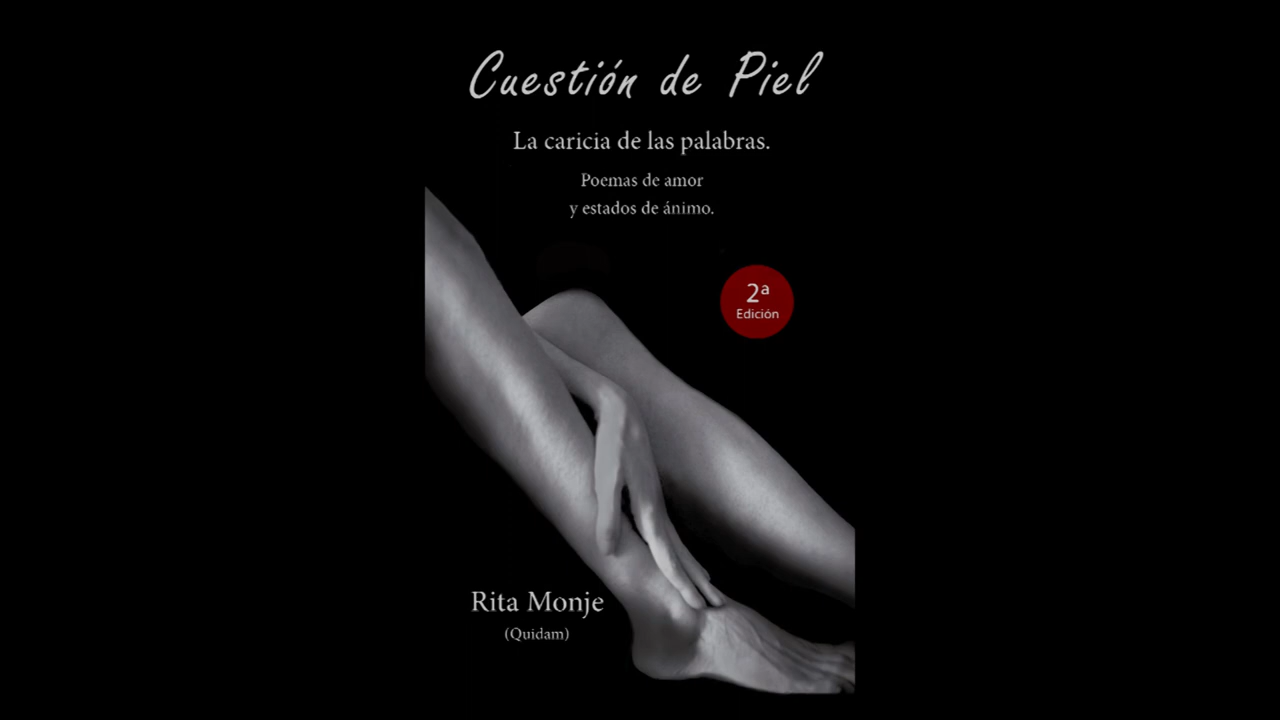 Cuestión de Piel
La caricia de las palabras.
Poemas de amor
y estados de ánimo.
2ª
Edición
Rita Monje
(Quidam)